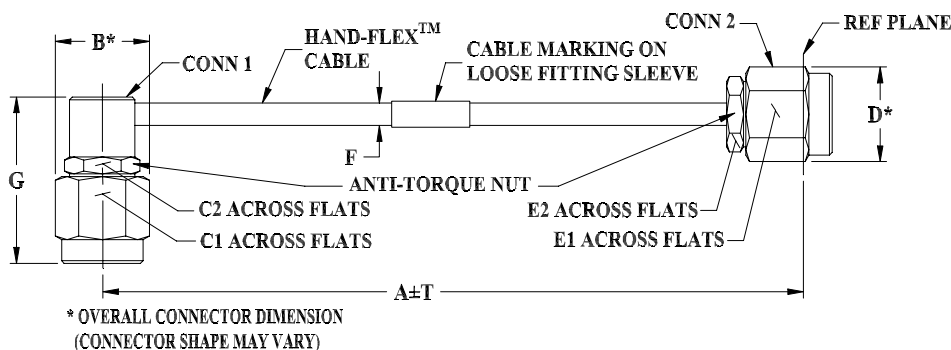 CONN 2
REF PLANE
B*
CONN 1
HAND-FLEX™
CABLE
CABLE MARKING ON
LOOSE FITTING SLEEVE
D*
F
G
ANTI-TORQUE NUT
C2 ACROSS FLATS
E2 ACROSS FLATS
C1 ACROSS FLATS
E1 ACROSS FLATS
A±T
* OVERALL CONNECTOR DIMENSION
(CONNECTOR SHAPE MAY VARY)